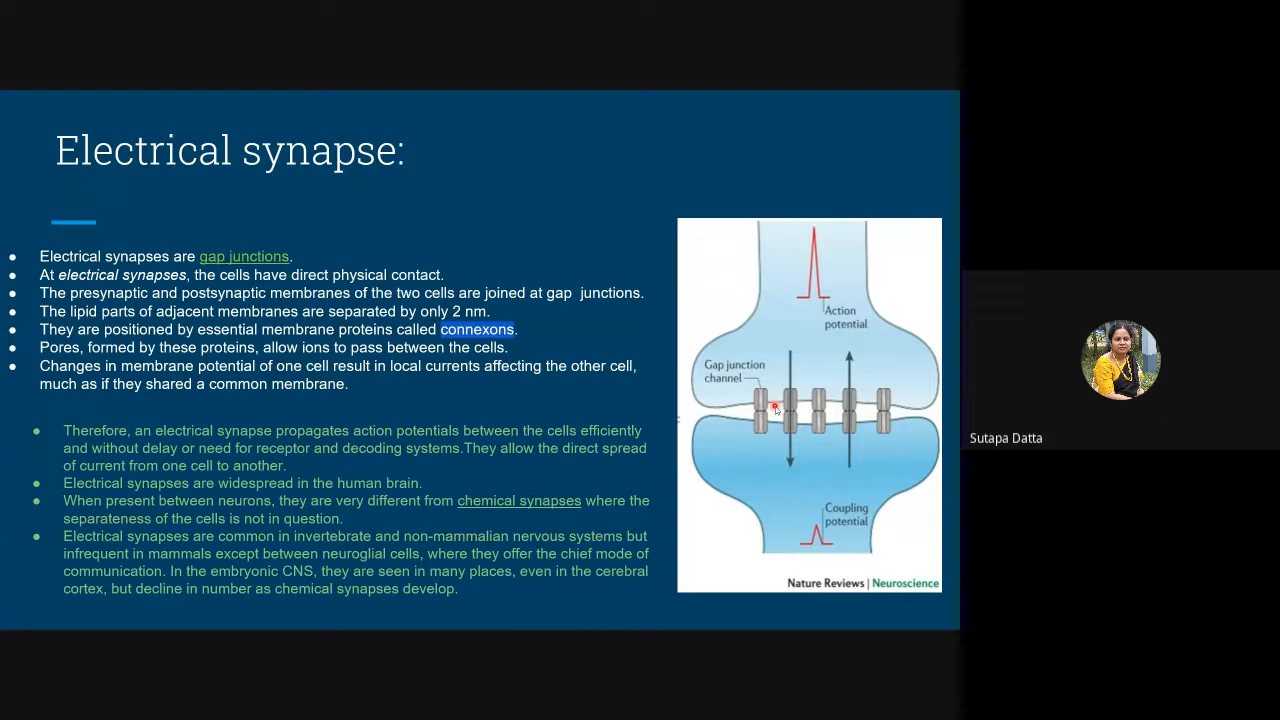 Electrical synapse:
● Electrical synapses are gap junctions.
● At electrical synapses, the cells have direct physical contact.
● The presynaptic and postsynaptic membranes of the two cells are joined at gap  junctions.
● The lipid parts of adjacent membranes are separated by only 2 nm.
● They are positioned by essential membrane proteins called connexons.
● Pores, formed by these proteins, allow ions to pass between the cells.
● Changes in membrane potential of one cell result in local currents affecting the other cell,
much as if they shared a common membrane.
● Therefore, an electrical synapse propagates action potentials between the cells efficiently
and without delay or need for receptor and decoding systems.They allow the direct spread
of current from one cell to another.
● Electrical synapses are widespread in the human brain.
● When present between neurons, they are very different from chemical synapses where the
separateness of the cells is not in question.
● Electrical synapses are common in invertebrate and non-mammalian nervous systems but
infrequent in mammals except between neuroglial cells, where they offer the chief mode of
communication. In the embryonic CNS, they are seen in many places, even in the cerebral
cortex, but decline in number as chemical synapses develop.
Action
potential
Gap junction
channel
Coupling
potential
Nature Reviews | Neuroscience
Sutapa Datta